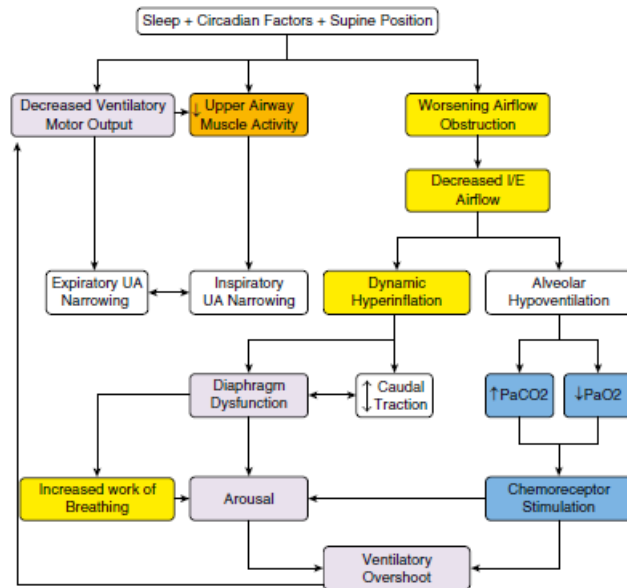 Sleep + Circadian Factors + Supine Position
Decreased Ventilatory
Motor Output
↓ Upper Airway
Muscle Activity
Worsening Airflow
Obstruction
Decreased I/E
Airflow
Expiratory UA
Narrowing
Inspiratory
UA Narrowing
Dynamic
Hyperinflation
Alveolar
Hypoventilation
Diaphragm
Dysfunction
↑ Caudal
↓ Traction
↑PaCO2
↓PaO2
Increased work of
Breathing
Arousal
Chemoreceptor
Stimulation
Ventilatory
Overshoot